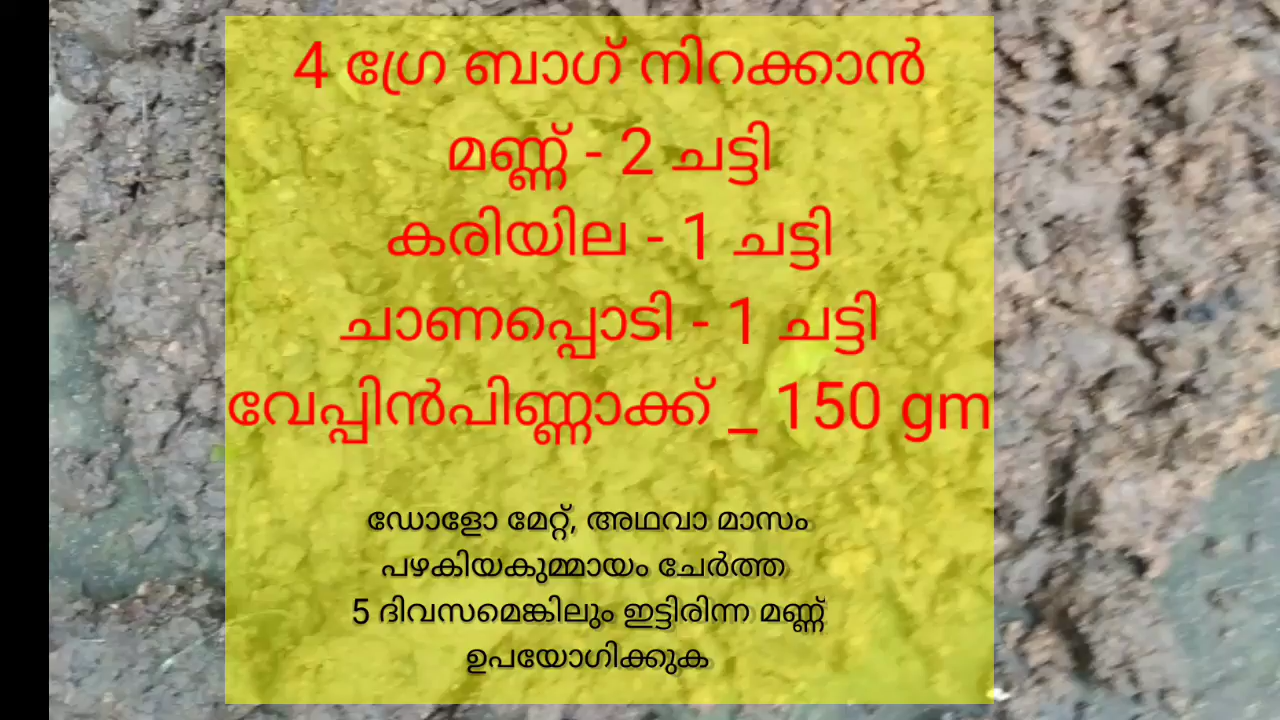 4 ഗ്രേ ബാഗ് നിറക്കാൻ
മണ്ണ് - 2 ചട്ടി
കരിയില - 1 ചട്ടി
ചാണപ്പൊടി - 1 ചട്ടി
വേപ്പിൻപിണ്ണാക്ക് _ 150 gm
ഡോളോ മേറ്റ്, അഥവാ മാസം
പഴകിയകുമ്മായം ചേർത്ത
5 ദിവസമെങ്കിലും ഇട്ടിരിന്ന മണ്ണ്
ഉപയോഗിക്കുക